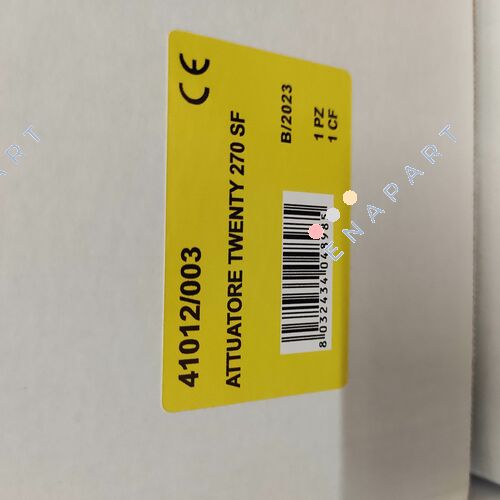 CE
41012/003
ATTUATORE TWENTY 270 SF
B/2023
1 PZ
1 CF
ENAPART